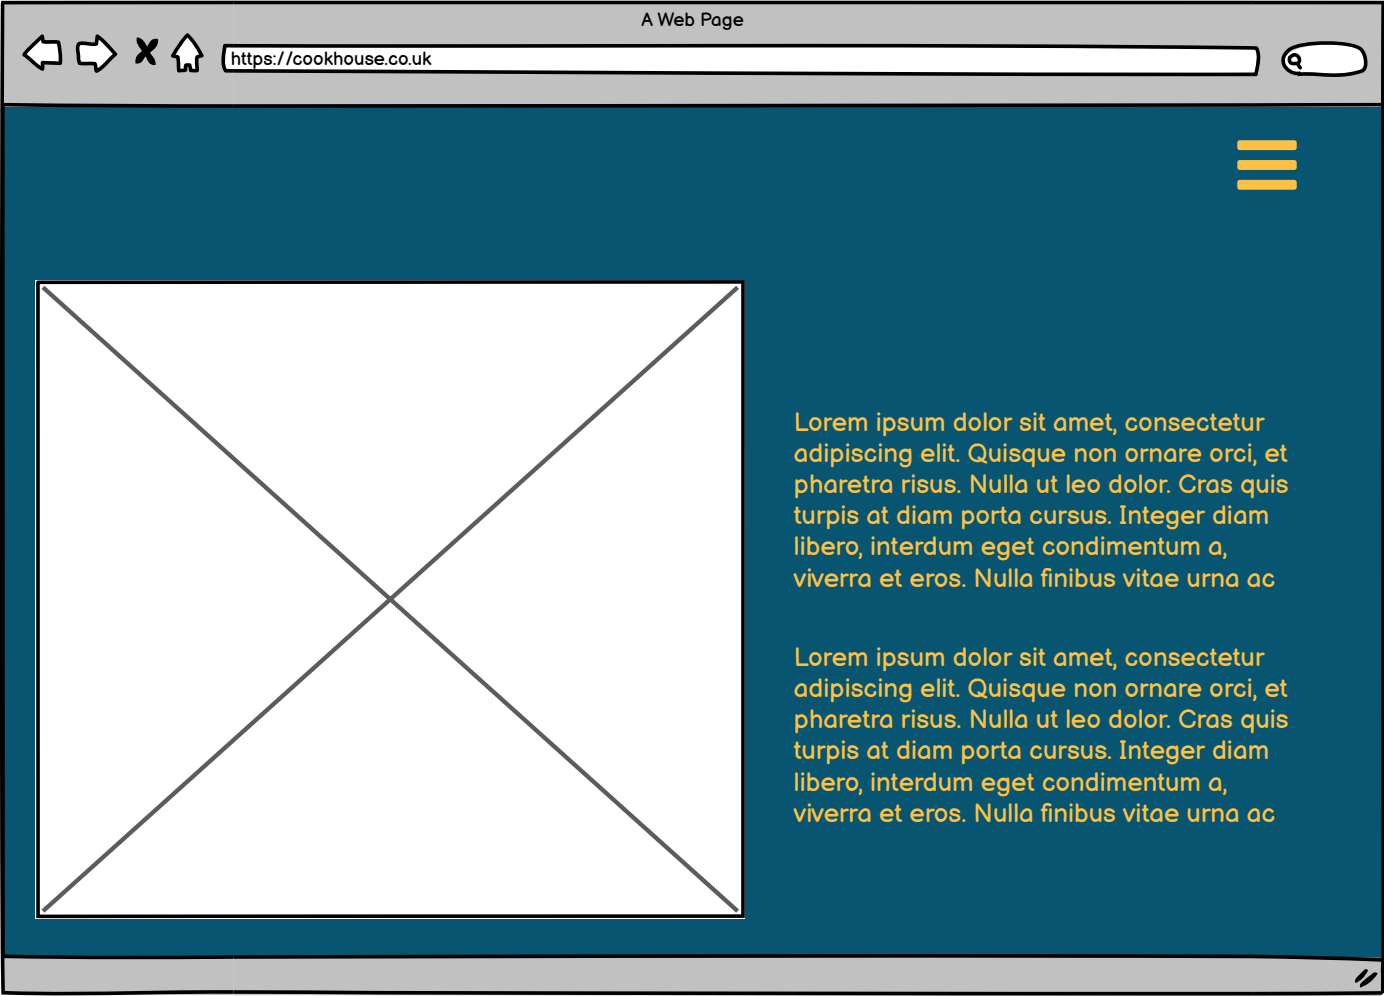 A Web Page
https://cookhouse.co.uk
Lorem ipsum dolor sit amet, consectetur
adipiscing elit. Quisque non ornare orci, et
pharetra risus. Nulla ut leo dolor. Cras quis
turpis at diam porta cursus. Integer diam
libero, interdum eget condimentum a,
viverra et eros. Nulla finibus vitae urna ac
Lorem ipsum dolor sit amet, consectetur
adipiscing elit. Quisque non ornare orci, et
pharetra risus. Nulla ut leo dolor. Cras quis
turpis at diam porta cursus. Integer diam
libero, interdum eget condimentum a,
viverra et eros. Nulla finibus vitae urna ac